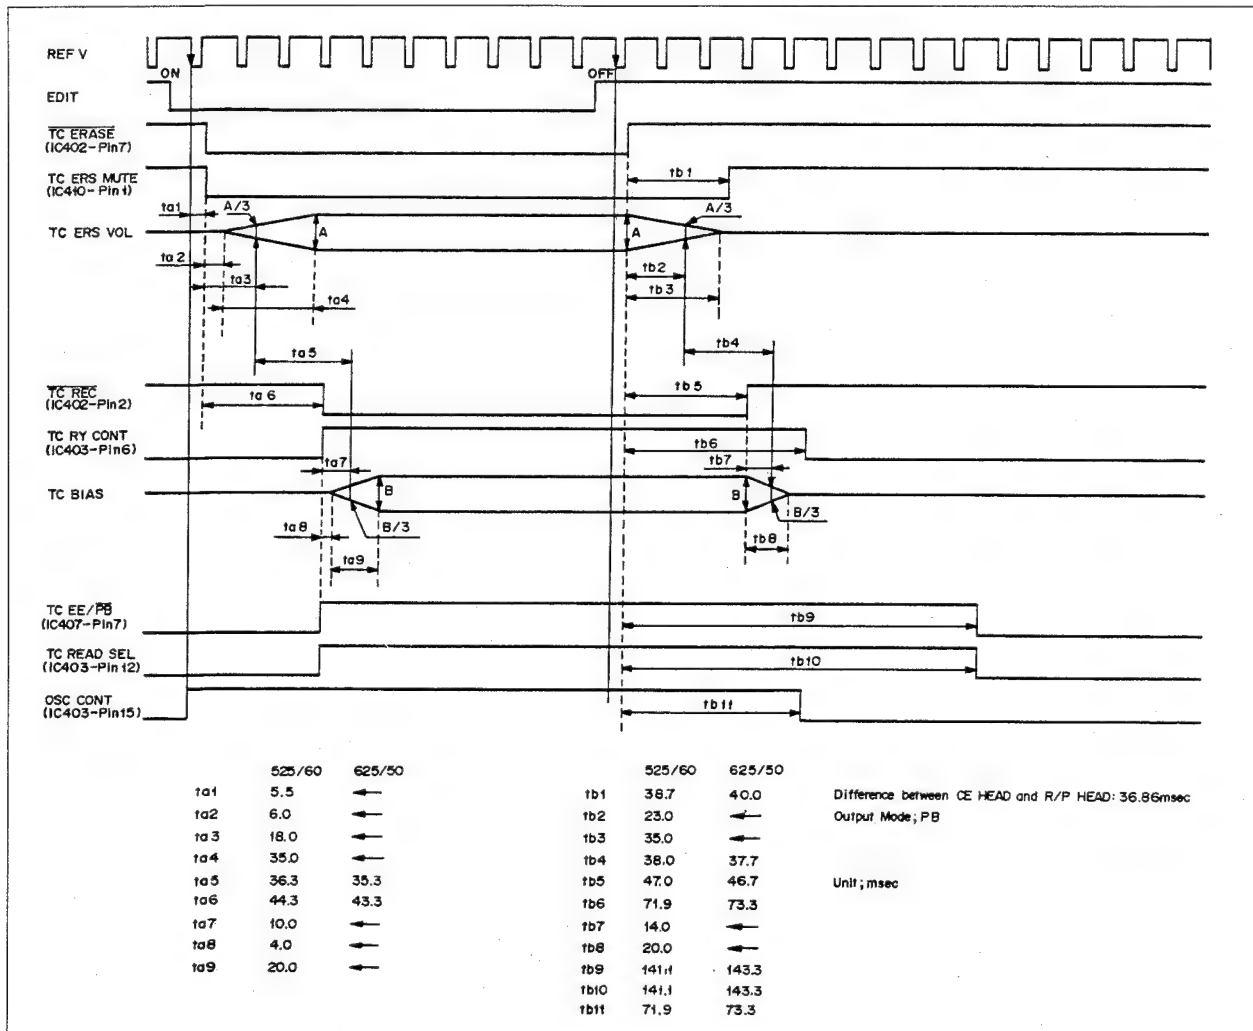 REF V
ON
OFF
EDIT
TC ERASE
(IC402-Pin7)
tb1
TC ERS MUTE
(IC410-Pin1)
ta1
A/3
A/3
TC ERS VOL
A
A
ta2
tb2
ta3
tb3
ta4
tb4
ta5
TC REC
(IC402-Pin2)
tb5
ta6
TC RY CONT
(IC403-Pin6)
tb6
ta7
tb7
TC BIAS
B
B
B/3
B/3
ta8
tb8
ta9
TC EE/PB
(IC407-Pin7)
tb9
TC READ SEL
(IC403-Pin12)
tb10
OSC CONT
(IC403-Pin15)
tb11
525/60 625/50
ta1 5.5 ←
ta2 6.0 ←
ta3 18.0 ←
ta4 35.0 ←
ta5 36.3 35.3
ta6 44.3 43.3
ta7 10.0 ←
ta8 4.0 ←
ta9 20.0 ←
525/60 625/50
tb1 38.7 40.0
tb2 23.0 ←
tb3 35.0 ←
tb4 38.0 37.7
tb5 47.0 46.7
tb6 71.9 73.3
tb7 14.0 ←
tb8 20.0 ←
tb9 141.1 143.3
tb10 141.1 143.3
tb11 71.9 73.3
Difference between CE HEAD and R/P HEAD: 36.86msec
Output Mode; PB
Unit; msec